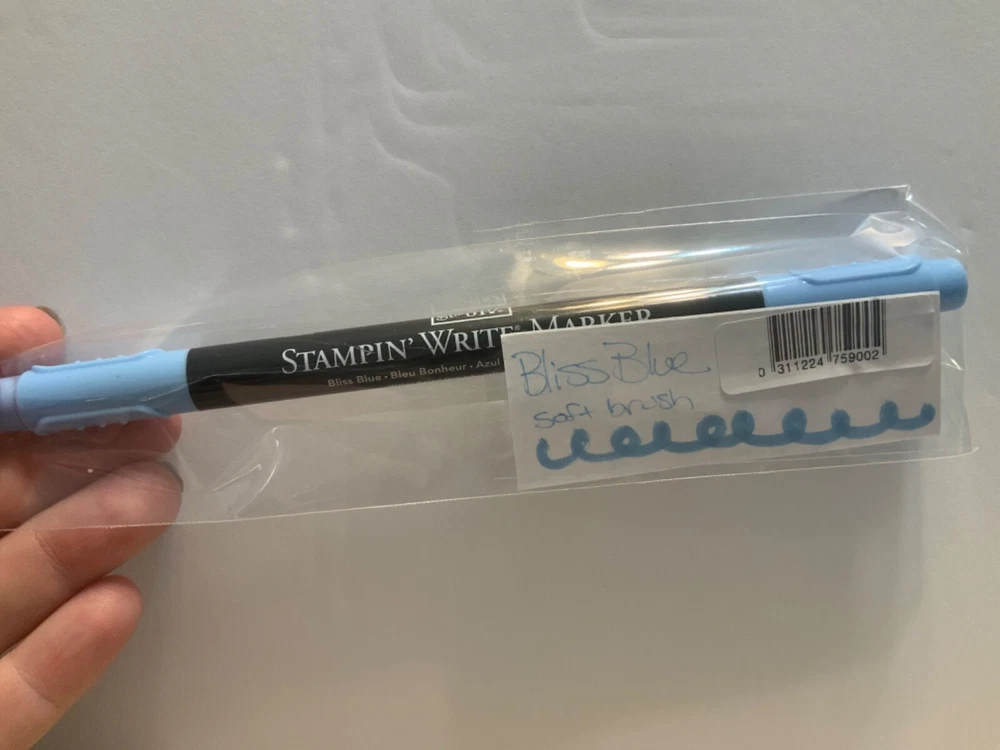 STAMPIN' WRITE® MARKER
Bliss Blue • Bleu Bonheur • Azul
Bliss Blue
soft brush
0 311224 759002